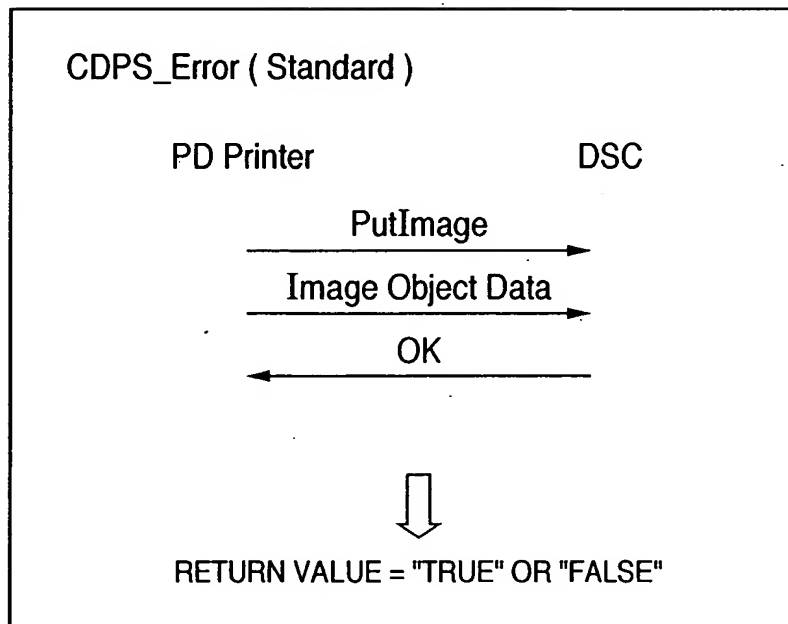 CDPS_Error ( Standard )
PD Printer DSC
PutImage
Image Object Data
OK
RETURN VALUE = "TRUE" OR "FALSE"